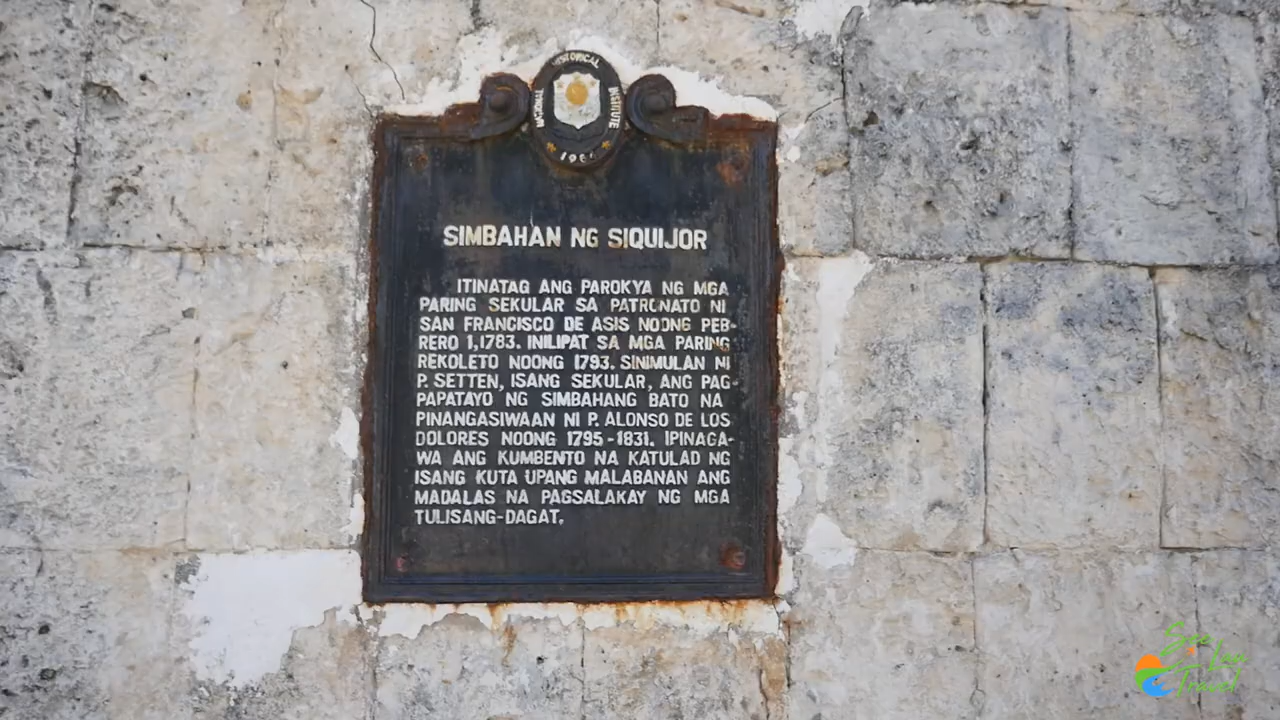 NATIONAL HISTORICAL INSTITUTE
SIMBAHAN NG SIQUIJOR
ITINATAG ANG PAROKYA NG MGA
PARING SEKULAR SA PATRONATO NI
SAN FRANCISCO DE ASIS NOONG PEB-
RERO 1,1783. INILIPAT SA MGA PARING
REKOLETO NOONG 1793. SINIMULAN NI
P. SETTEN, ISANG SEKULAR, ANG PAG-
PAPATAYO NG SIMBAHANG BATO NA
PINANGASIWAAN NI P. ALONSO DE LOS
DOLORES NOONG 1795-1831. IPINAGA-
WA ANG KUMBENTO NA KATULAD NG
ISANG KUTA UPANG MALABANAN ANG
MADALAS NA PAGSALAKAY NG MGA
TULISANG-DAGAT.
See
Lua
Travel